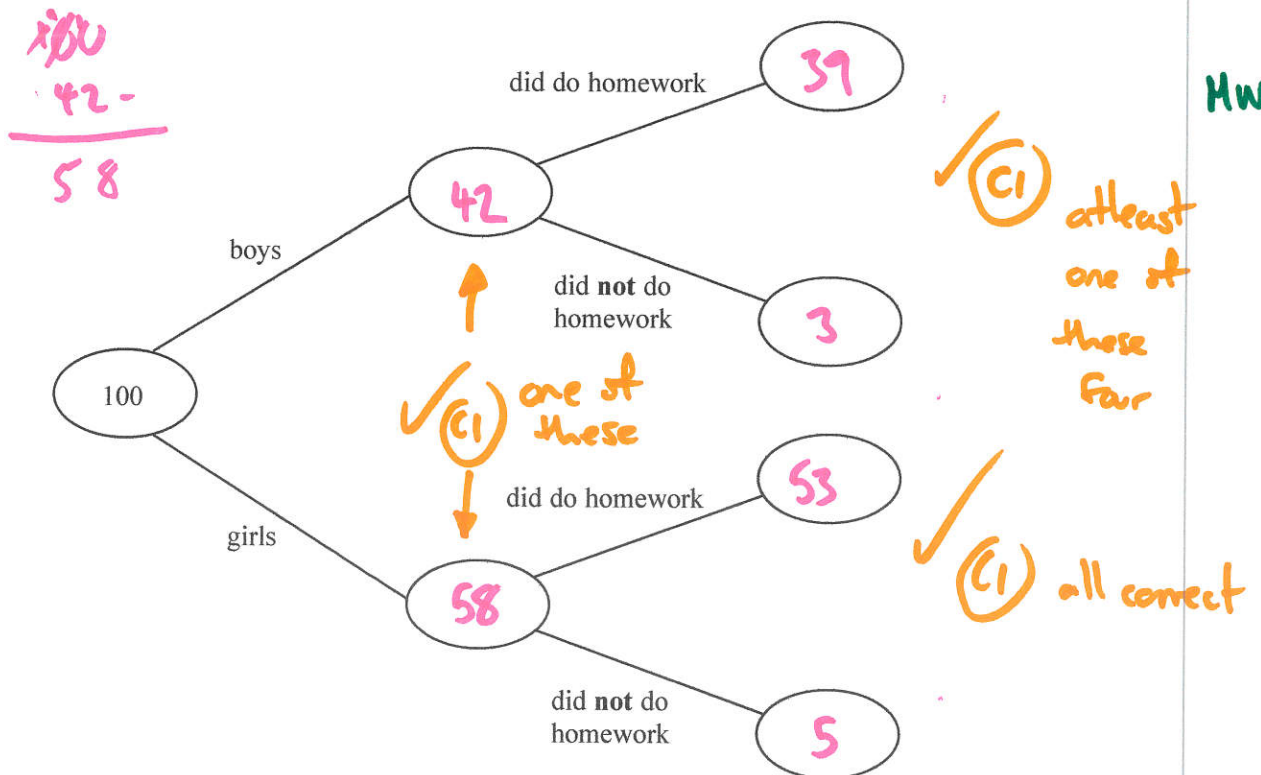 100
42-
58
did do homework
39
MW
C1
atleast
one of
these
four
42
boys
did not do
homework
3
100
C1
one of
these
53
did do homework
girls
C1
all correct
58
did not do
homework
5